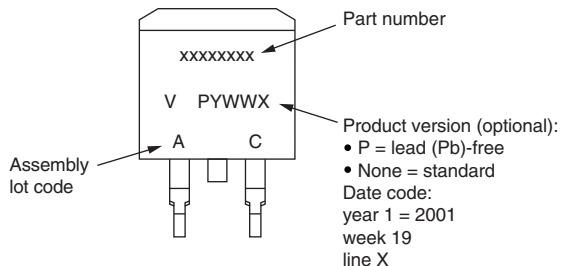 Part number
xxxxxxxx
V PYWWX
A C
Assembly
lot code
Product version (optional):
• P = lead (Pb)-free
• None = standard
Date code:
year 1 = 2001
week 19
line X